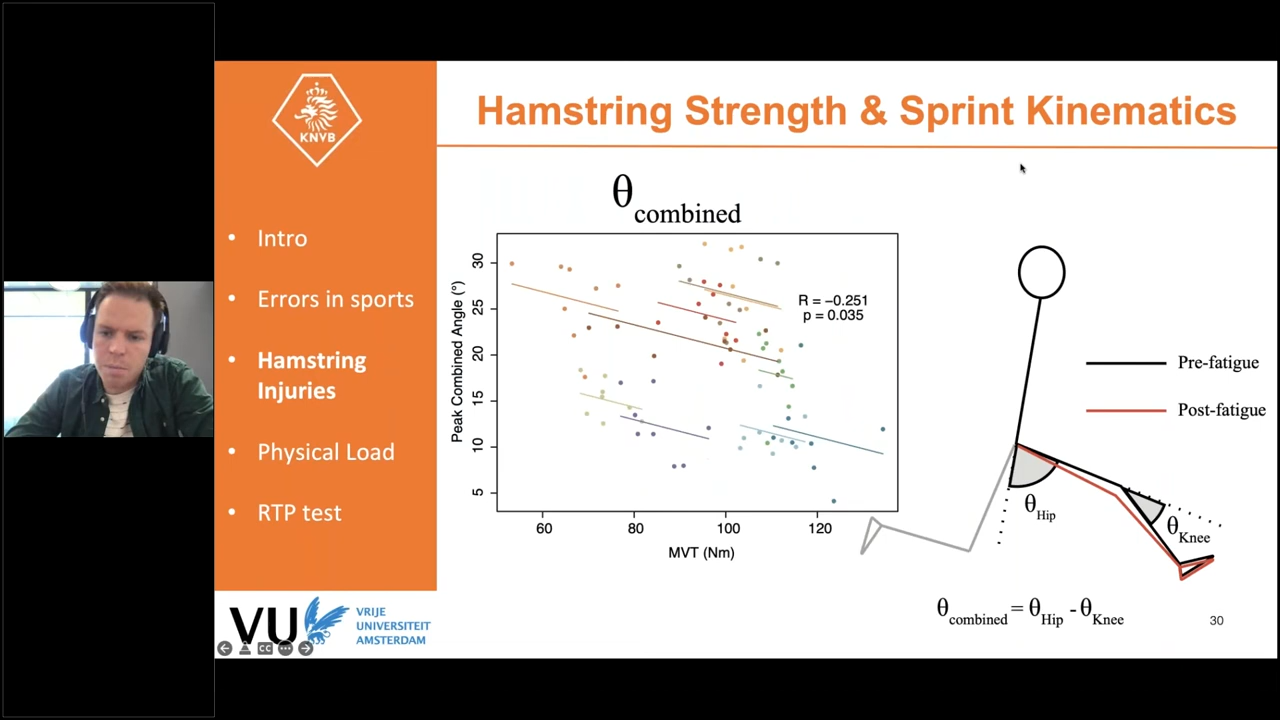 KNVB
Hamstring Strength & Sprint Kinematics
• Intro
• Errors in sports
• Hamstring
Injuries
• Physical Load
• RTP test
VU
VRIJE
UNIVERSITEIT
AMSTERDAM
CC
θcombined
Peak Combined Angle (°)
30
25
20
15
10
5
R = −0.251
p = 0.035
60 80 100 120
MVT (Nm)
Pre-fatigue
Post-fatigue
θHip
θKnee
θcombined = θHip - θKnee
30